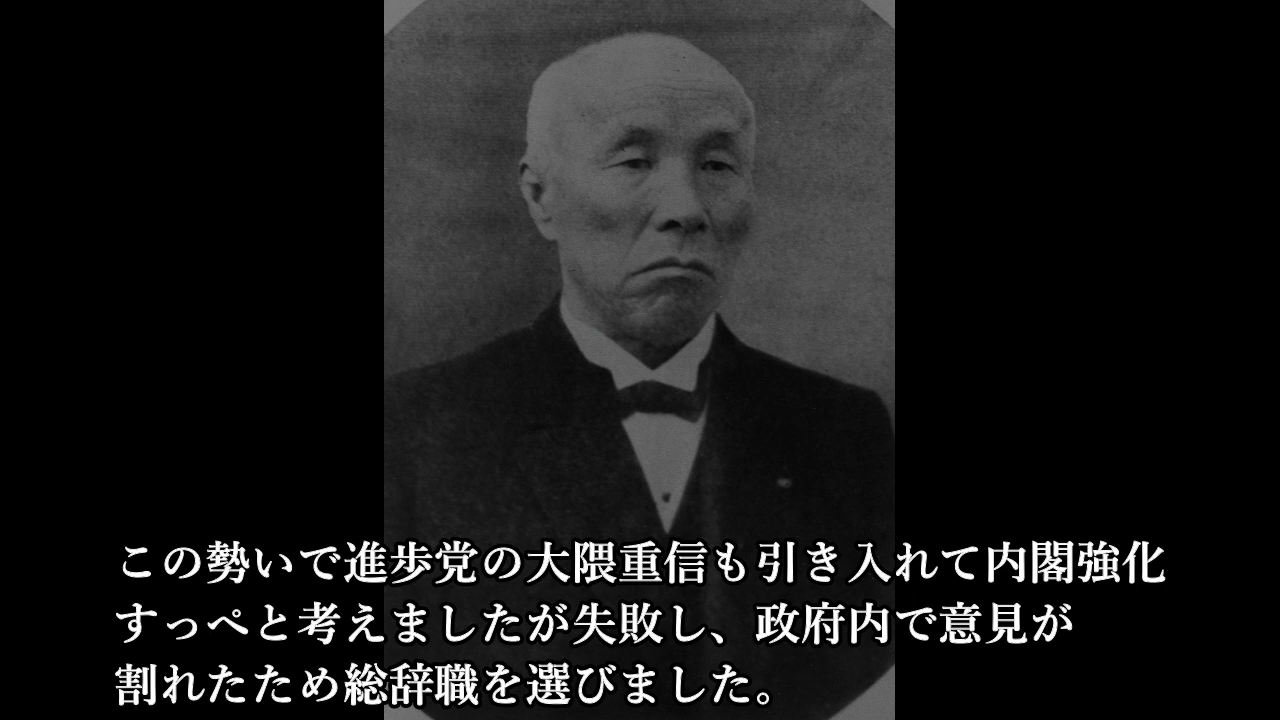 この勢いで進歩党の大隈重信も引き入れて内閣強化
すっぺと考えましたが失敗し、政府内で意見が
割れたため総辞職を選びました。